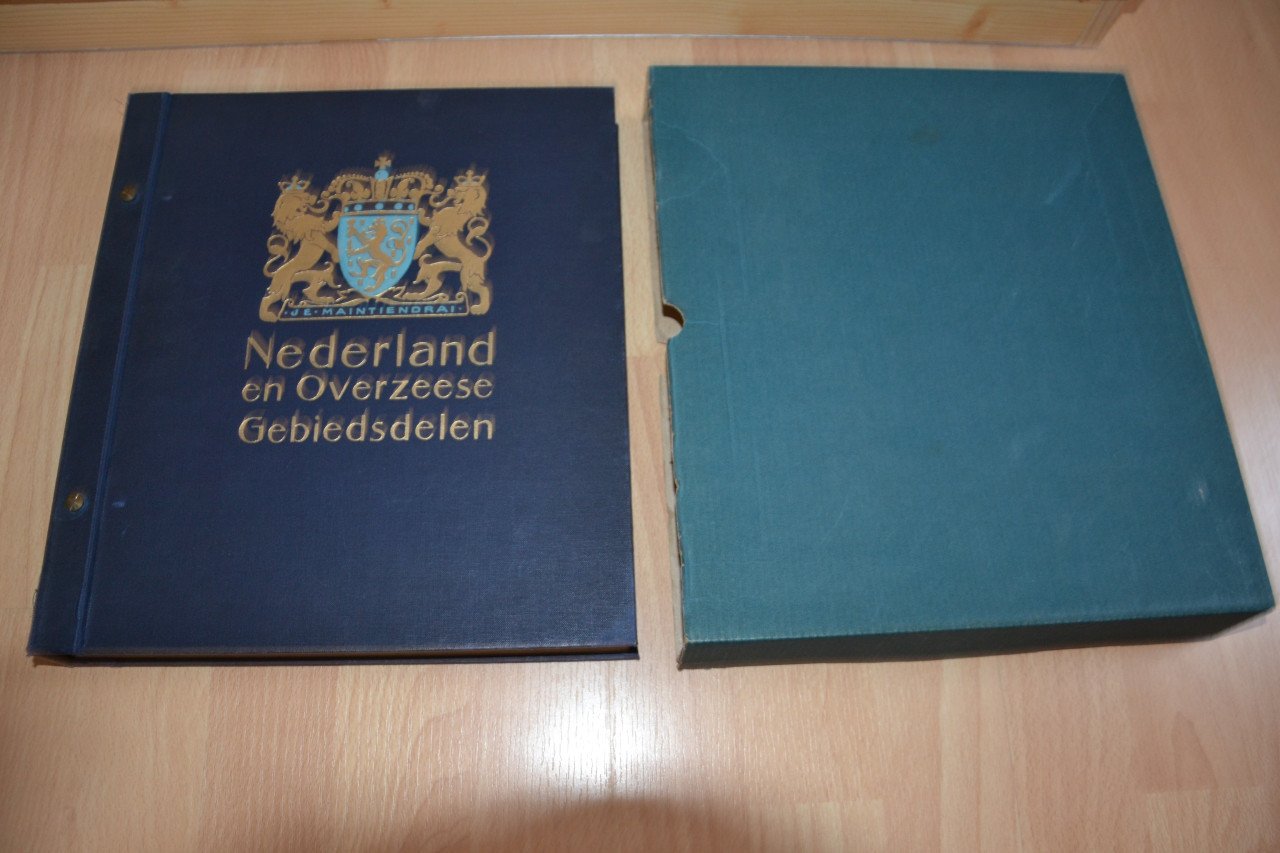 ·JE·MAINTIENDRAI·
Nederland
en Overzeese
Gebiedsdelen